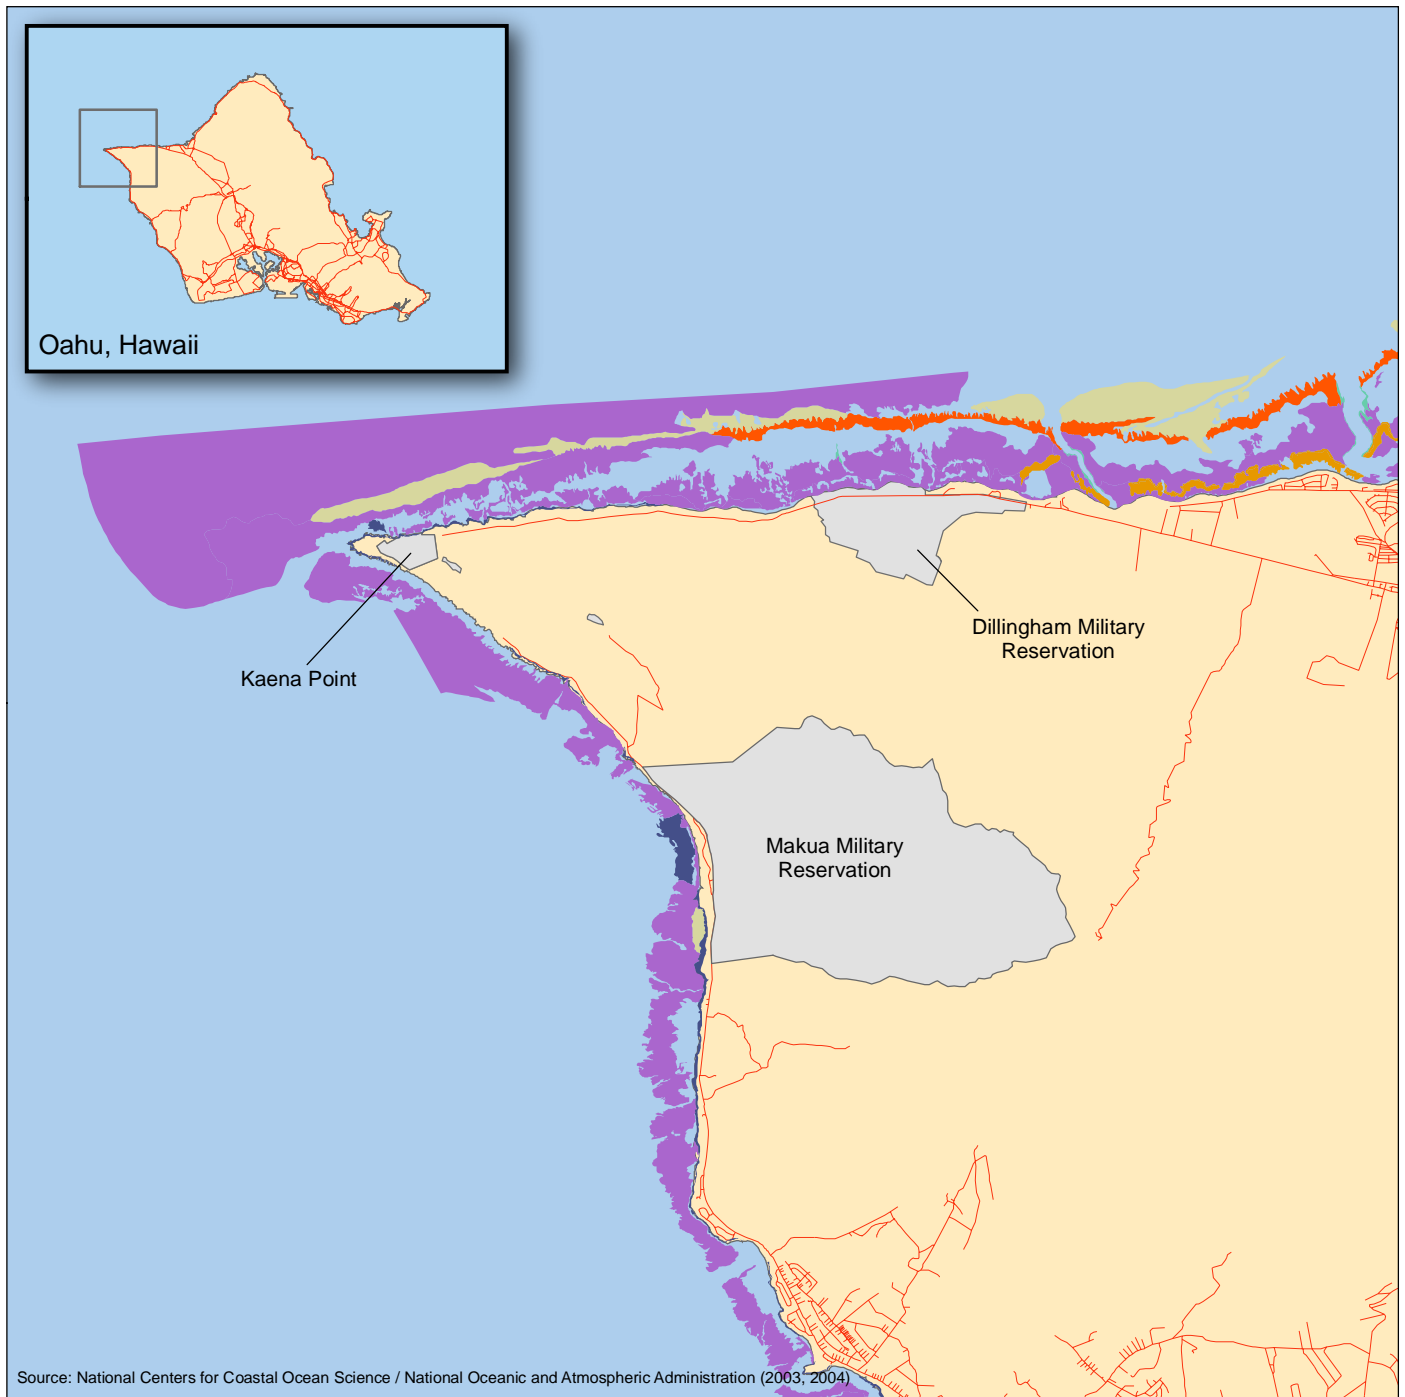 Oahu, Hawaii
Dillingham Military
Reservation
Kaena Point
Makua Military
Reservation
Source: National Centers for Coastal Ocean Science / National Oceanic and Atmospheric Administration (2003, 2004)